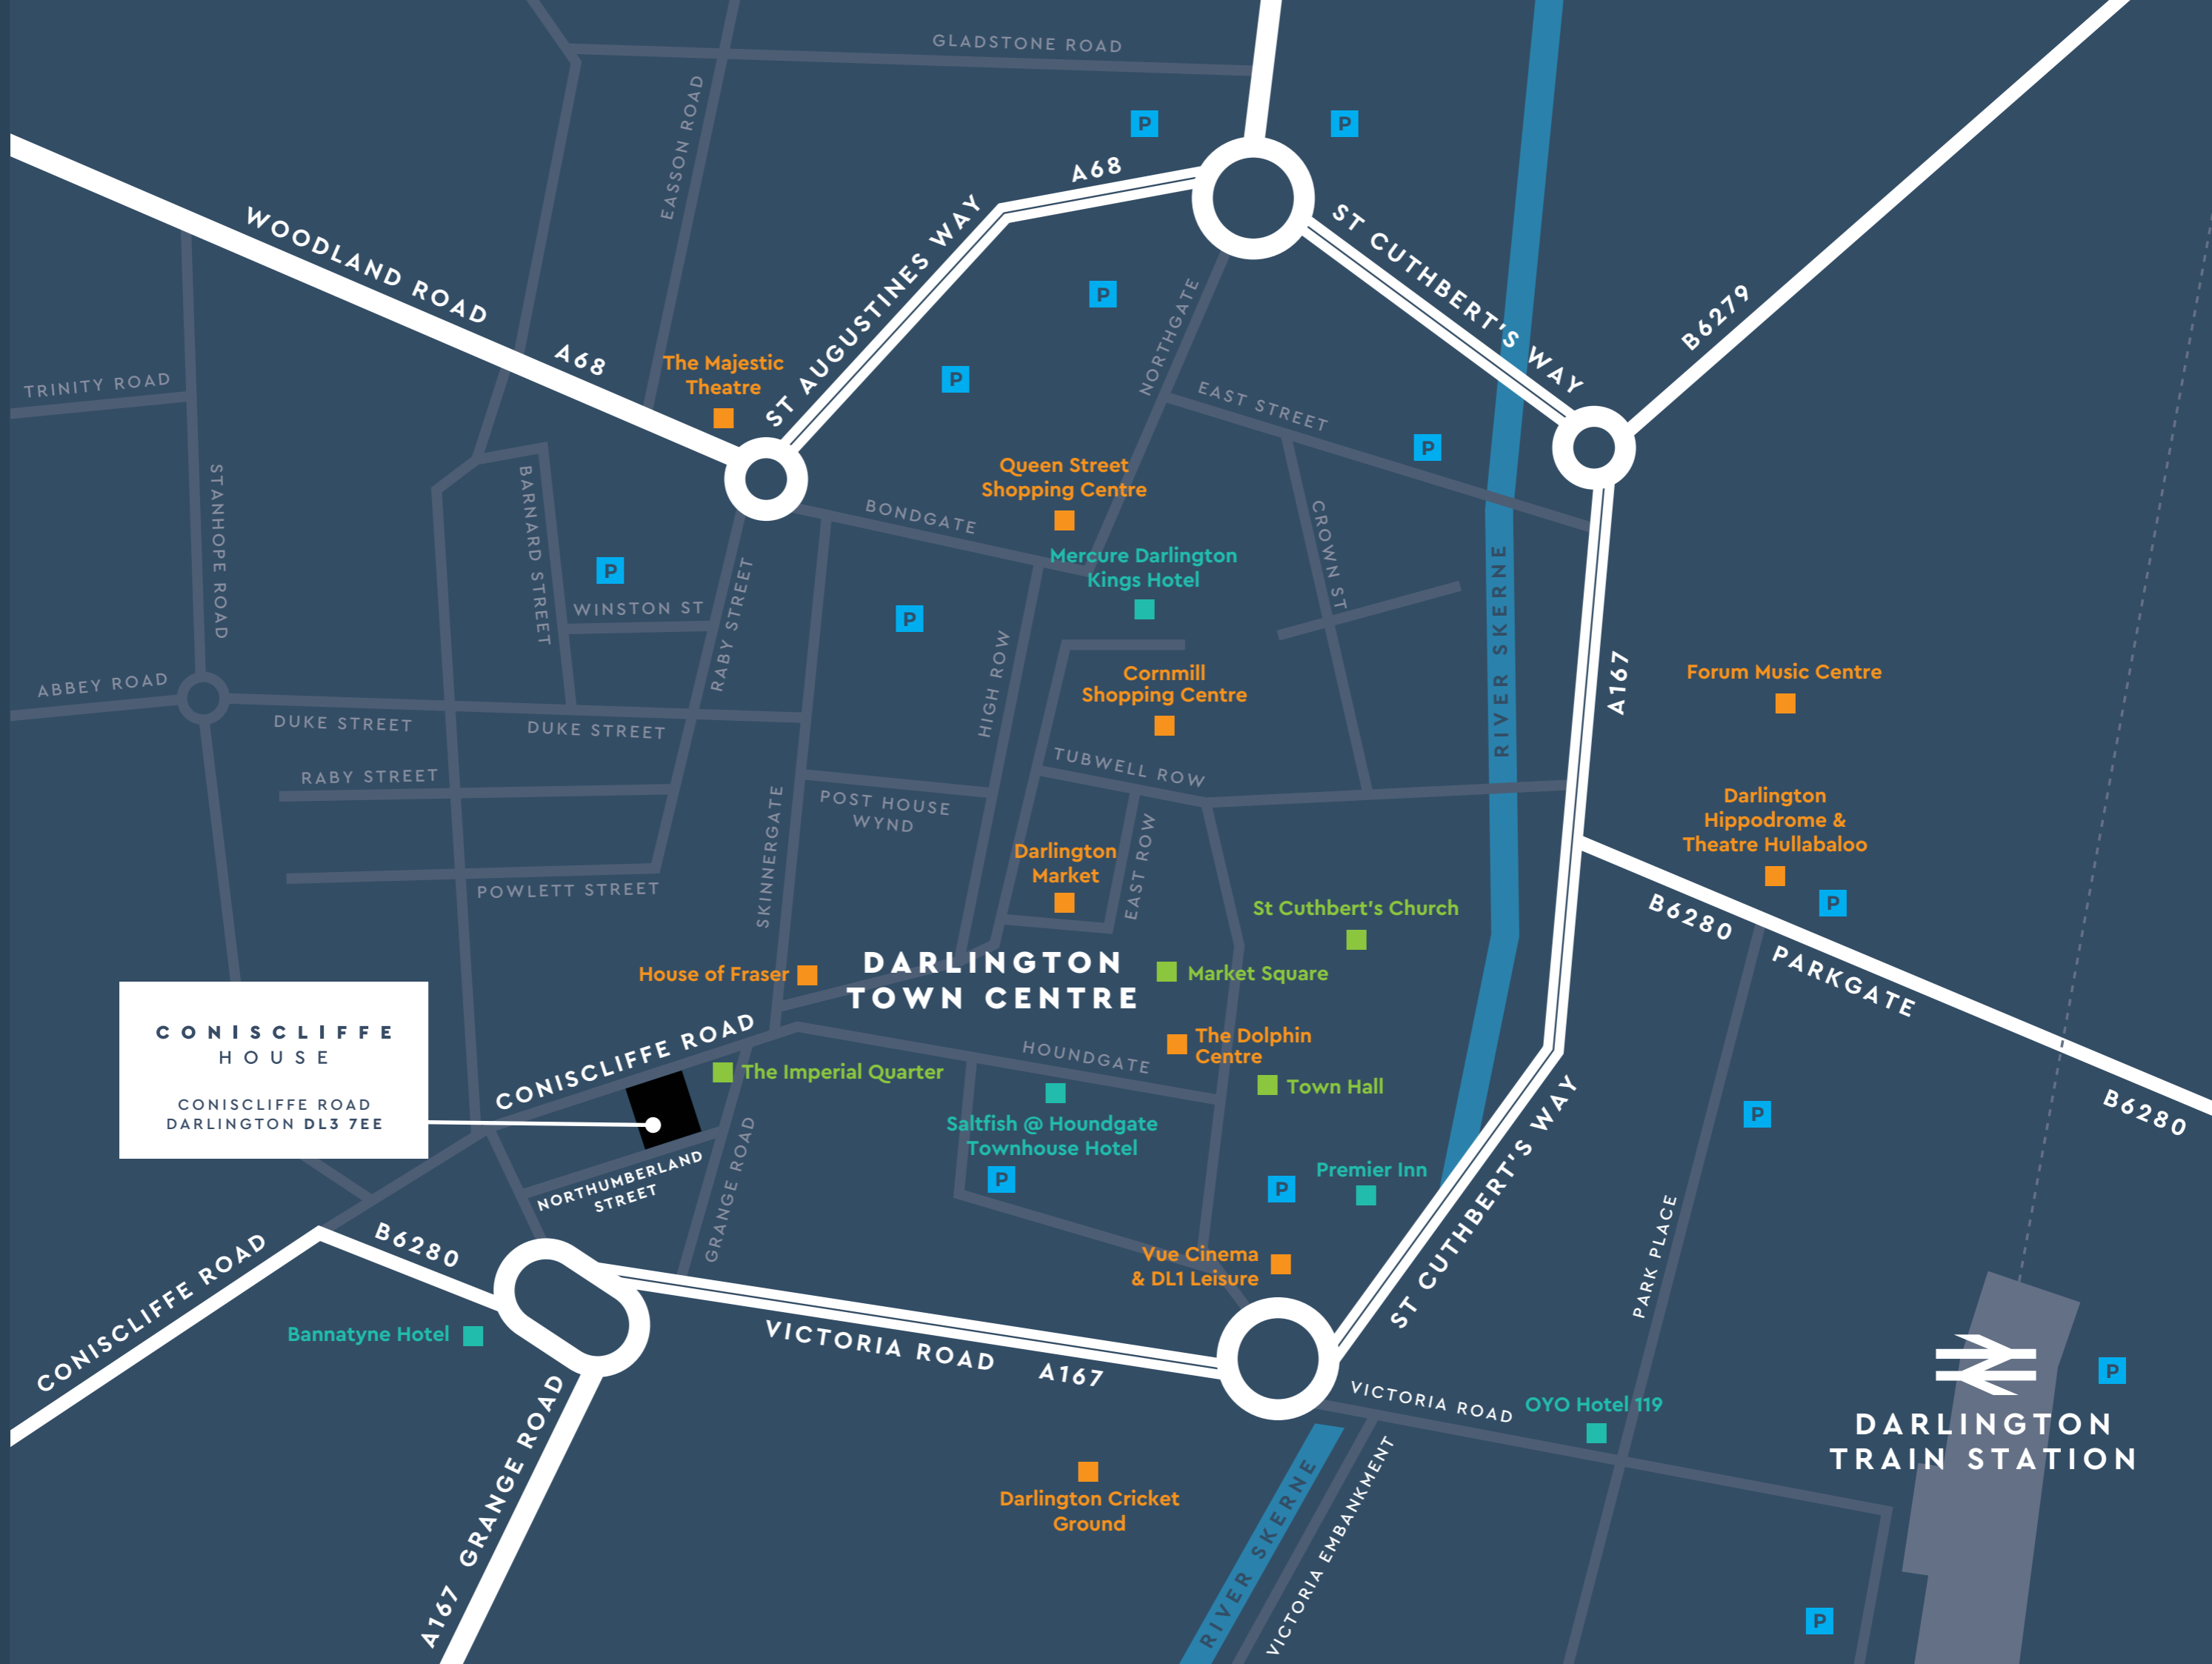 GLADSTONE ROAD
EASSON ROAD
P
P
A68
WOODLAND ROAD
ST AUGUSTINES WAY
ST CUTHBERT'S WAY
P
NORTHGATE
B6279
A68
The Majestic
Theatre
P
TRINITY ROAD
EAST STREET
P
Queen Street
Shopping Centre
STANHOPE ROAD
BARNARD STREET
BONDGATE
CROWN ST
P
Mercure Darlington
Kings Hotel
WINSTON ST
P
RABY STREET
RIVER SKERNE
HIGH ROW
A167
Forum Music Centre
Cornmill
Shopping Centre
ABBEY ROAD
DUKE STREET
DUKE STREET
TUBWELL ROW
RABY STREET
POST HOUSE
WYND
Darlington
Hippodrome &
Theatre Hullabaloo
SKINNERGATE
Darlington
Market
EAST ROW
POWLETT STREET
P
St Cuthbert's Church
B6280
PARKGATE
House of Fraser
DARLINGTON
TOWN CENTRE
Market Square
CONISCLIFFE
HOUSE
CONISCLIFFE ROAD
DARLINGTON DL3 7EE
CONISCLIFFE ROAD
The Imperial Quarter
HOUNDGATE
The Dolphin
Centre
Town Hall
P
B6280
Saltfish @ Houndgate
Townhouse Hotel
P
P
Premier Inn
NORTHUMBERLAND
STREET
GRANGE ROAD
ST CUTHBERT'S WAY
PARK PLACE
CONISCLIFFE ROAD
B6280
Vue Cinema
& DL1 Leisure
Bannatyne Hotel
VICTORIA ROAD
A167
P
VICTORIA ROAD
OYO Hotel 119
DARLINGTON
TRAIN STATION
Darlington Cricket
Ground
A167
GRANGE ROAD
RIVER SKERNE
VICTORIA EMBANKMENT
P